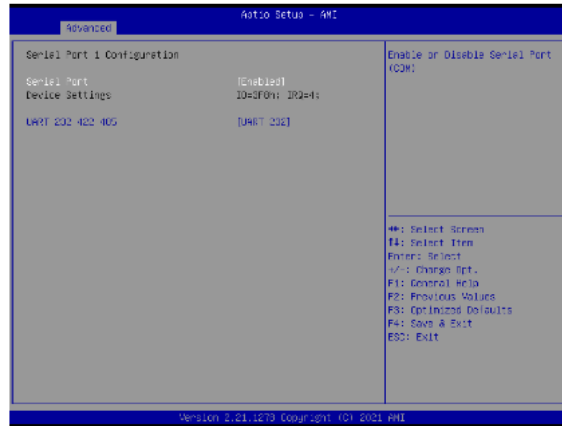 Aptio Setup - AMI
Advanced
Serial Port 1 Configuration
Serial Port [Enabled]
Device Settings IO=3F8h; IRQ=4;
UART 232 422 485 [UART 232]
Enable or Disable Serial Port
(COM)
: Select Screen
↑↓: Select Item
Enter: Select
+/-: Change Opt.
F1: General Help
F2: Previous Values
F3: Optimized Defaults
F4: Save & Exit
ESC: Exit
Version 2.21.1278 Copyright (C) 2021 AMI